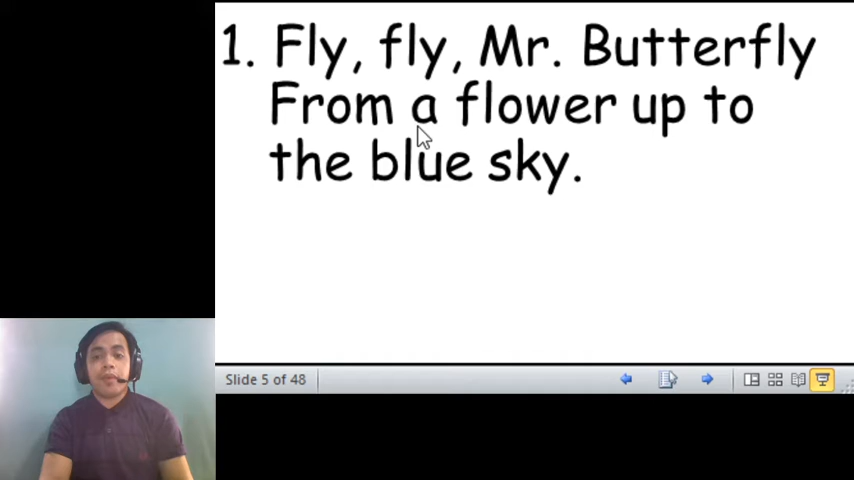 1. Fly, fly, Mr. Butterfly
From a flower up to
the blue sky.
Slide 5 of 48